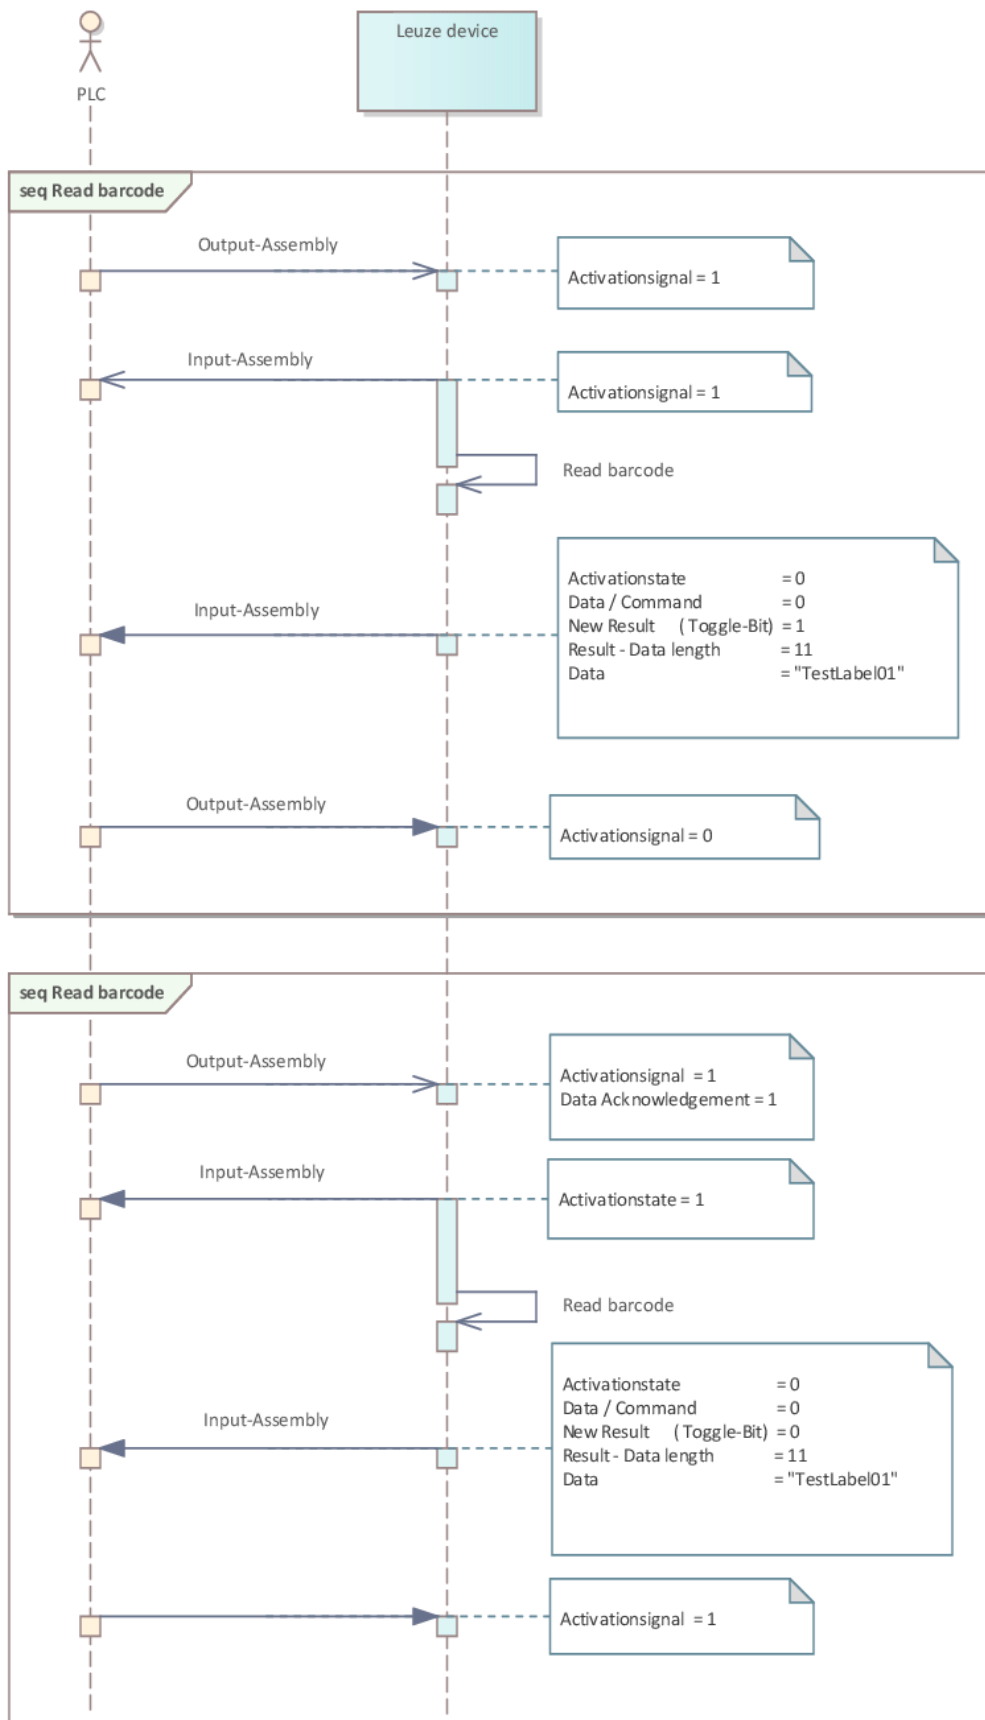 PLC
Leuze device
seq Read barcode
Output-Assembly
Activationsignal = 1
Input-Assembly
Activationsignal = 1
Read barcode
Activationstate = 0
Data / Command = 0
New Result ( Toggle-Bit) = 1
Input-Assembly
Result - Data length = 11
Data = "TestLabel01"
Output-Assembly
Activationsignal = 0
seq Read barcode
Output-Assembly
Activationsignal = 1
Data Acknowledgement = 1
Input-Assembly
Activationstate = 1
Read barcode
Activationstate = 0
Data / Command = 0
Input-Assembly
New Result ( Toggle-Bit) = 0
Result - Data length = 11
Data = "TestLabel01"
Activationsignal = 1